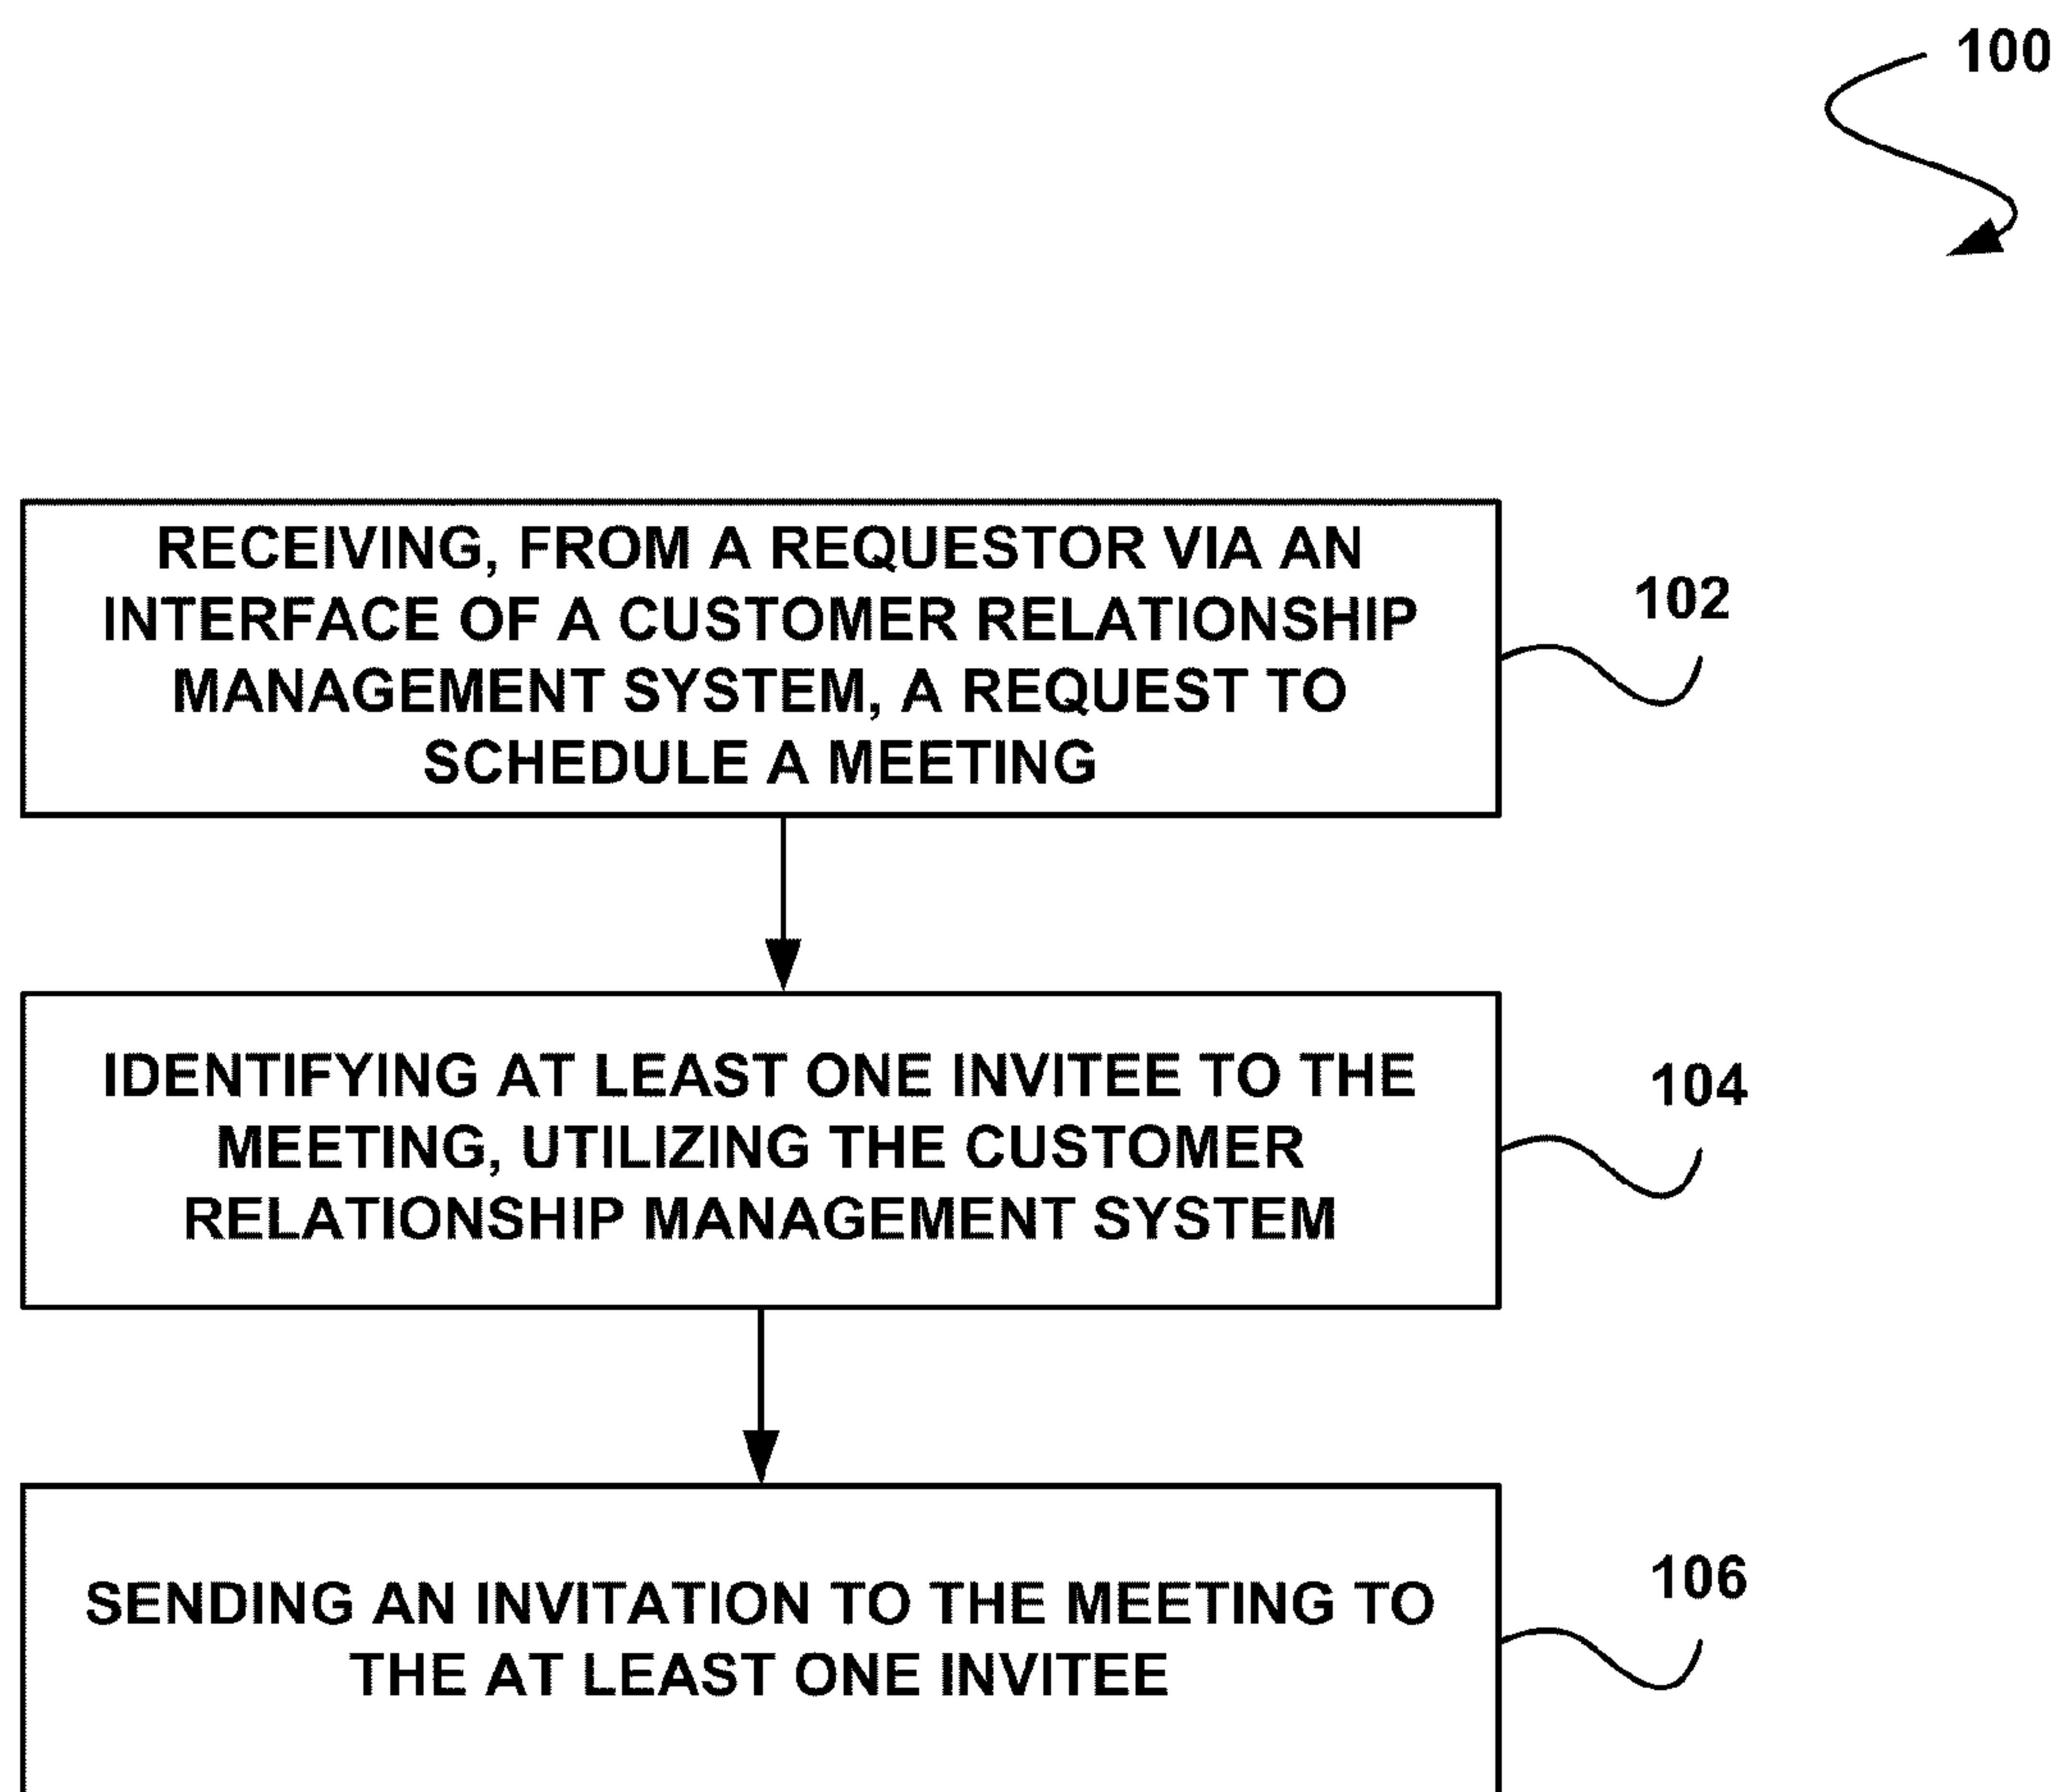 100
RECEIVING, FROM A REQUESTOR VIA AN
INTERFACE OF A CUSTOMER RELATIONSHIP
MANAGEMENT SYSTEM, A REQUEST TO
SCHEDULE A MEETING
102
IDENTIFYING AT LEAST ONE INVITEE TO THE
MEETING, UTILIZING THE CUSTOMER
RELATIONSHIP MANAGEMENT SYSTEM
104
SENDING AN INVITATION TO THE MEETING TO
THE AT LEAST ONE INVITEE
106